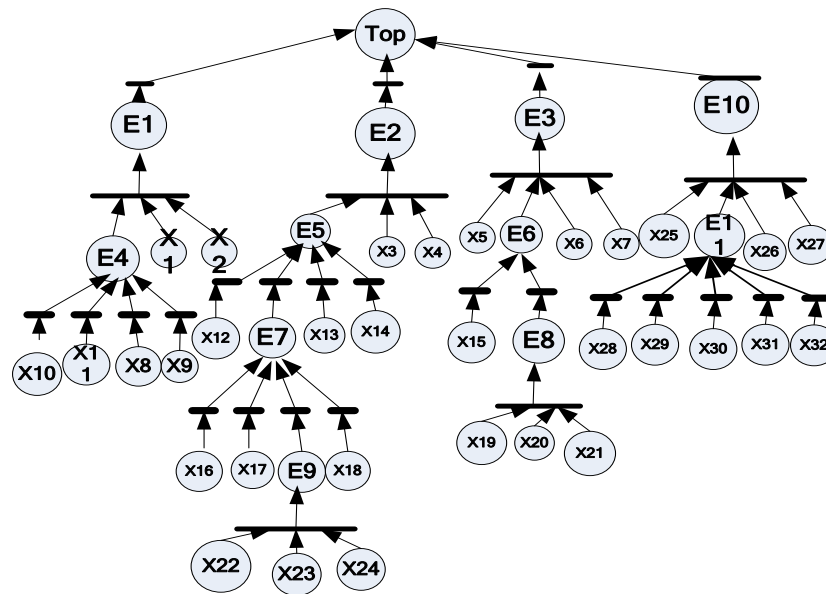 Top
E1
E2
E3
E10
E4
X
1
X
2
E5
X3
X4
X5
E6
X6
X7
X25
E1
1
X26
X27
X10
X1
1
X8
X9
X12
E7
X13
X14
X15
E8
X28
X29
X30
X31
X32
X16
X17
E9
X18
X19
X20
X21
X22
X23
X24